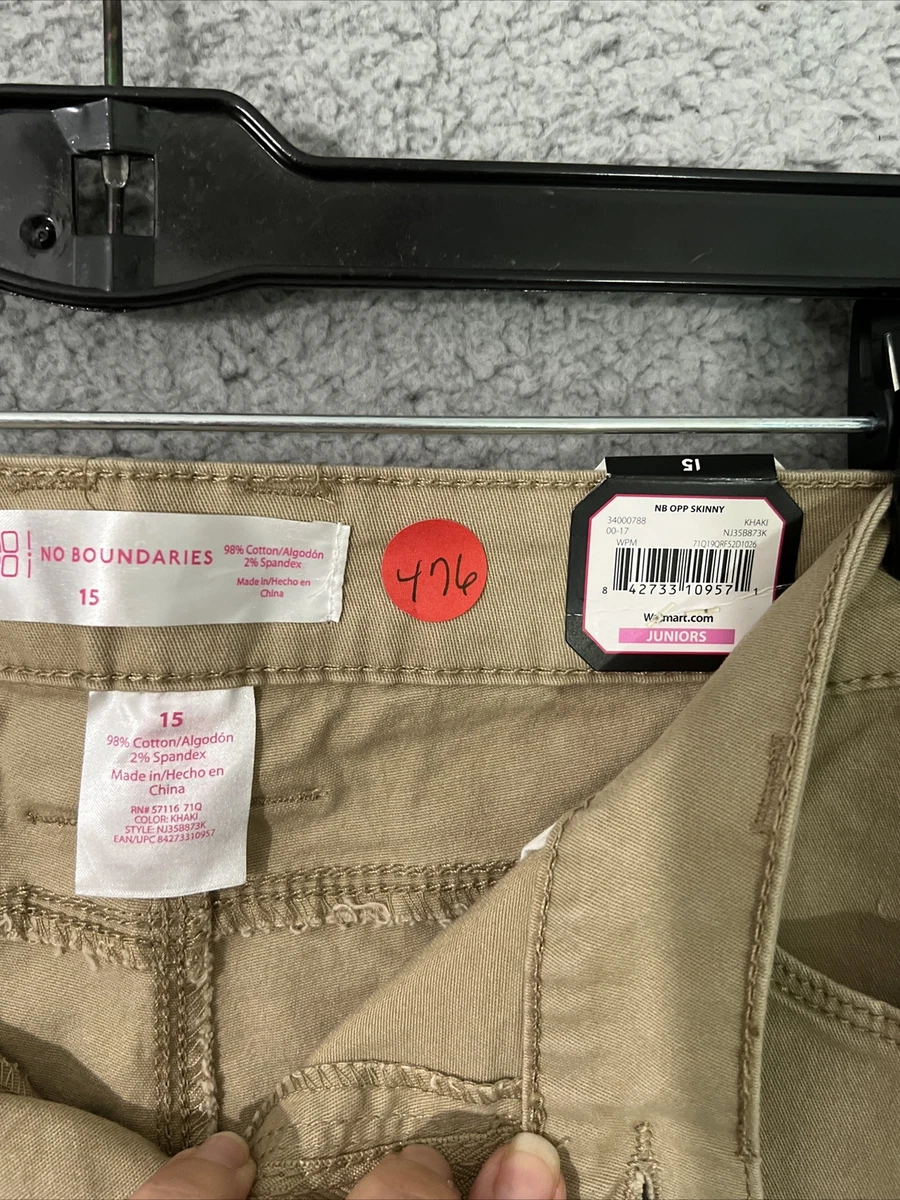 15
NB OPP SKINNY
34000788 KHAKI
00-17 NJ35B873K
WPM 71Q19QRF52D1026
8 42733 10957 1
JUNIORS
NO BOUNDARIES
15
98% Cotton/Algodón
2% Spandex
Made in/Hecho en
China
476
15
98% Cotton/Algodón
2% Spandex
Made in/Hecho en
China
RN# 57116 71Q
COLOR: KHAKI
STYLE: NJ35B873K
EAN/UPC 84273310957